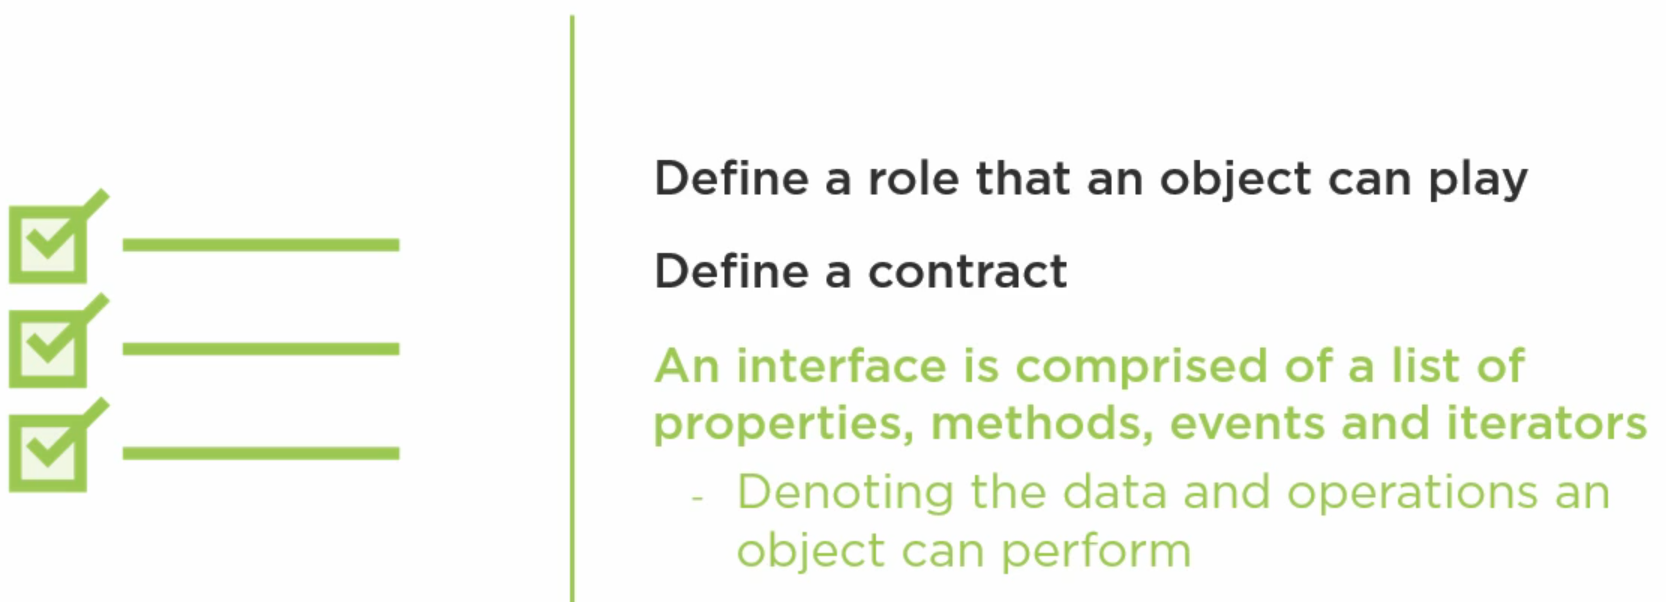 Define a role that an object can play
Define a contract
An interface is comprised of a list of
properties, methods, events and iterators
- Denoting the data and operations an
object can perform